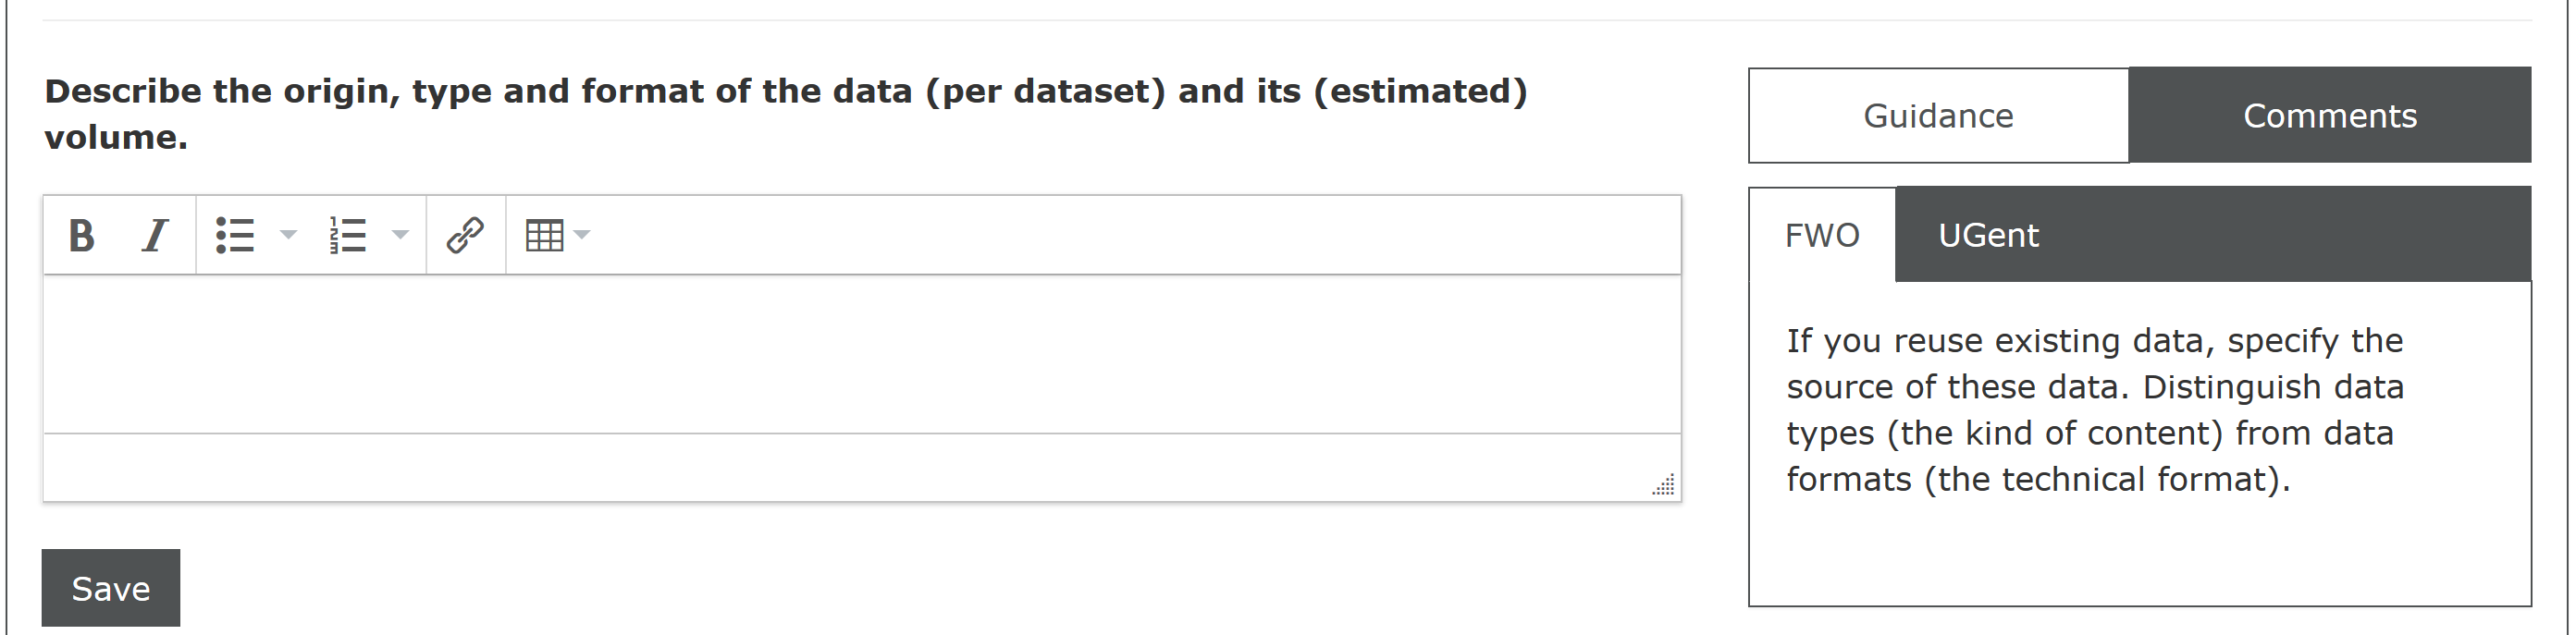 Describe the origin, type and format of the data (per dataset) and its (estimated)
volume.
B I
Save
Guidance
Comments
FWO
UGent
If you reuse existing data, specify the
source of these data. Distinguish data
types (the kind of content) from data
formats (the technical format).